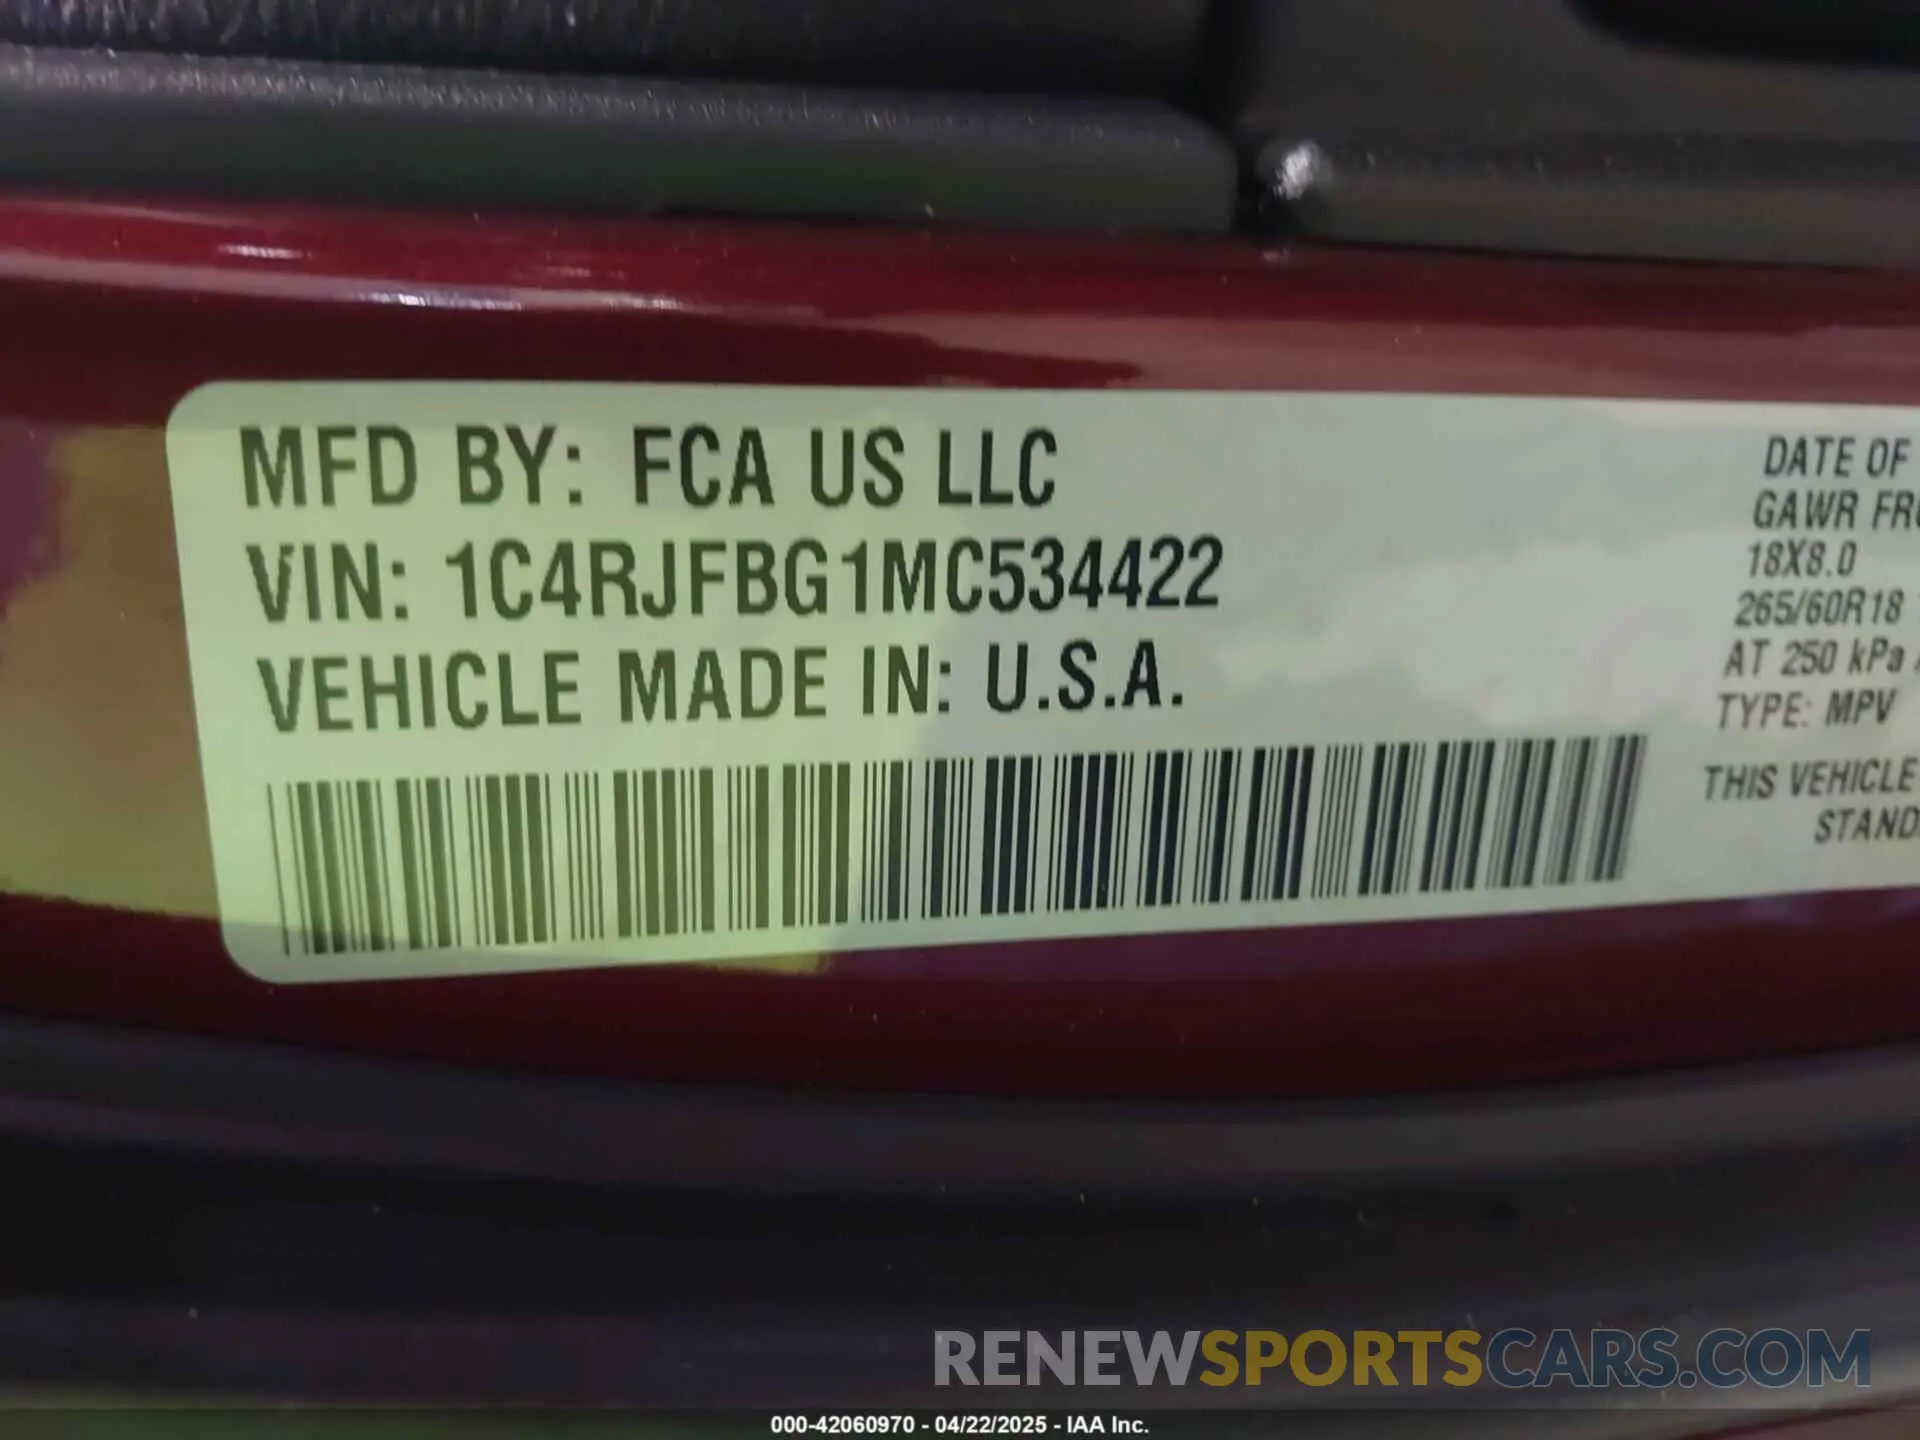 MFD BY: FCA US LLC
VIN: 1C4RJFBG1MC534422
VEHICLE MADE IN: U.S.A.
DATE OF
GAWR
18X8.0
265/60R18
AT 250 kPa
TYPE: MPV
THIS VEHICLE
RENEWSPORTSCARS.COM
000-42060970 - 04/22/2025 - IAA Inc.